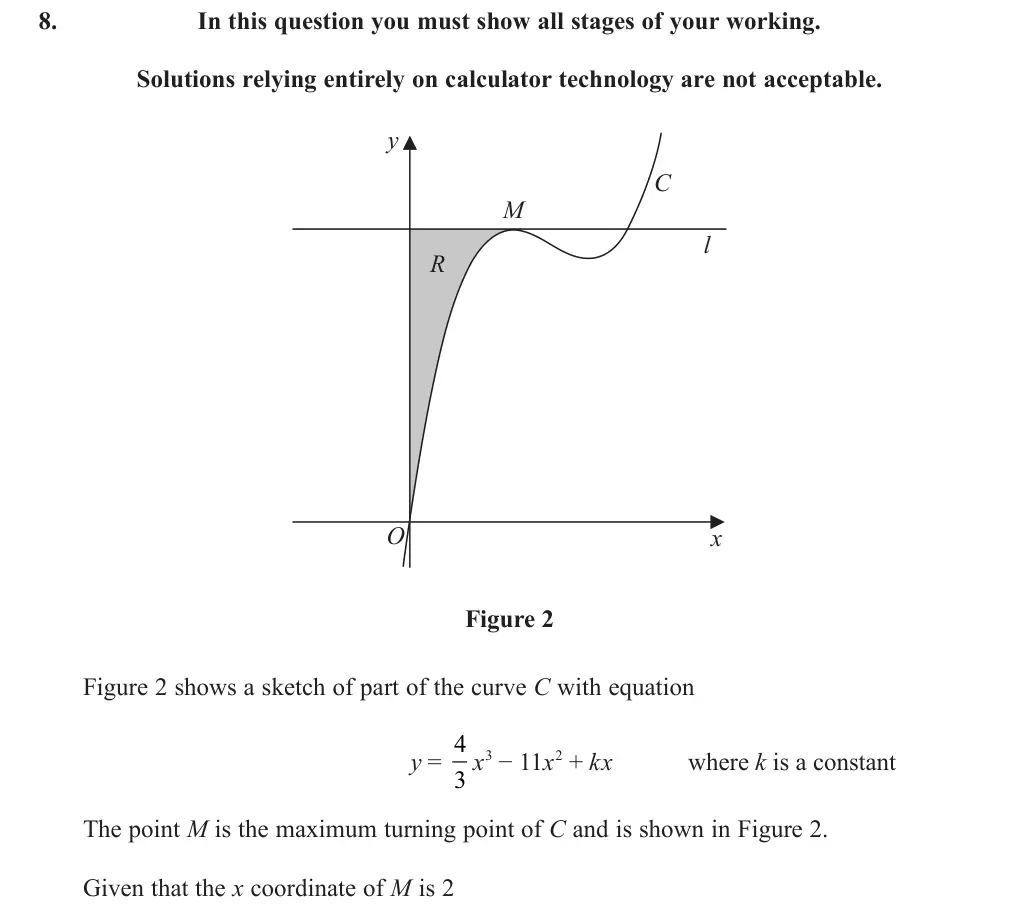 8. In this question you must show all stages of your working.
Solutions relying entirely on calculator technology are not acceptable.
y
C
M
l
R
O
x
Figure 2
Figure 2 shows a sketch of part of the curve C with equation
y = 4/3 x³ − 11x² + kx where k is a constant
The point M is the maximum turning point of C and is shown in Figure 2.
Given that the x coordinate of M is 2